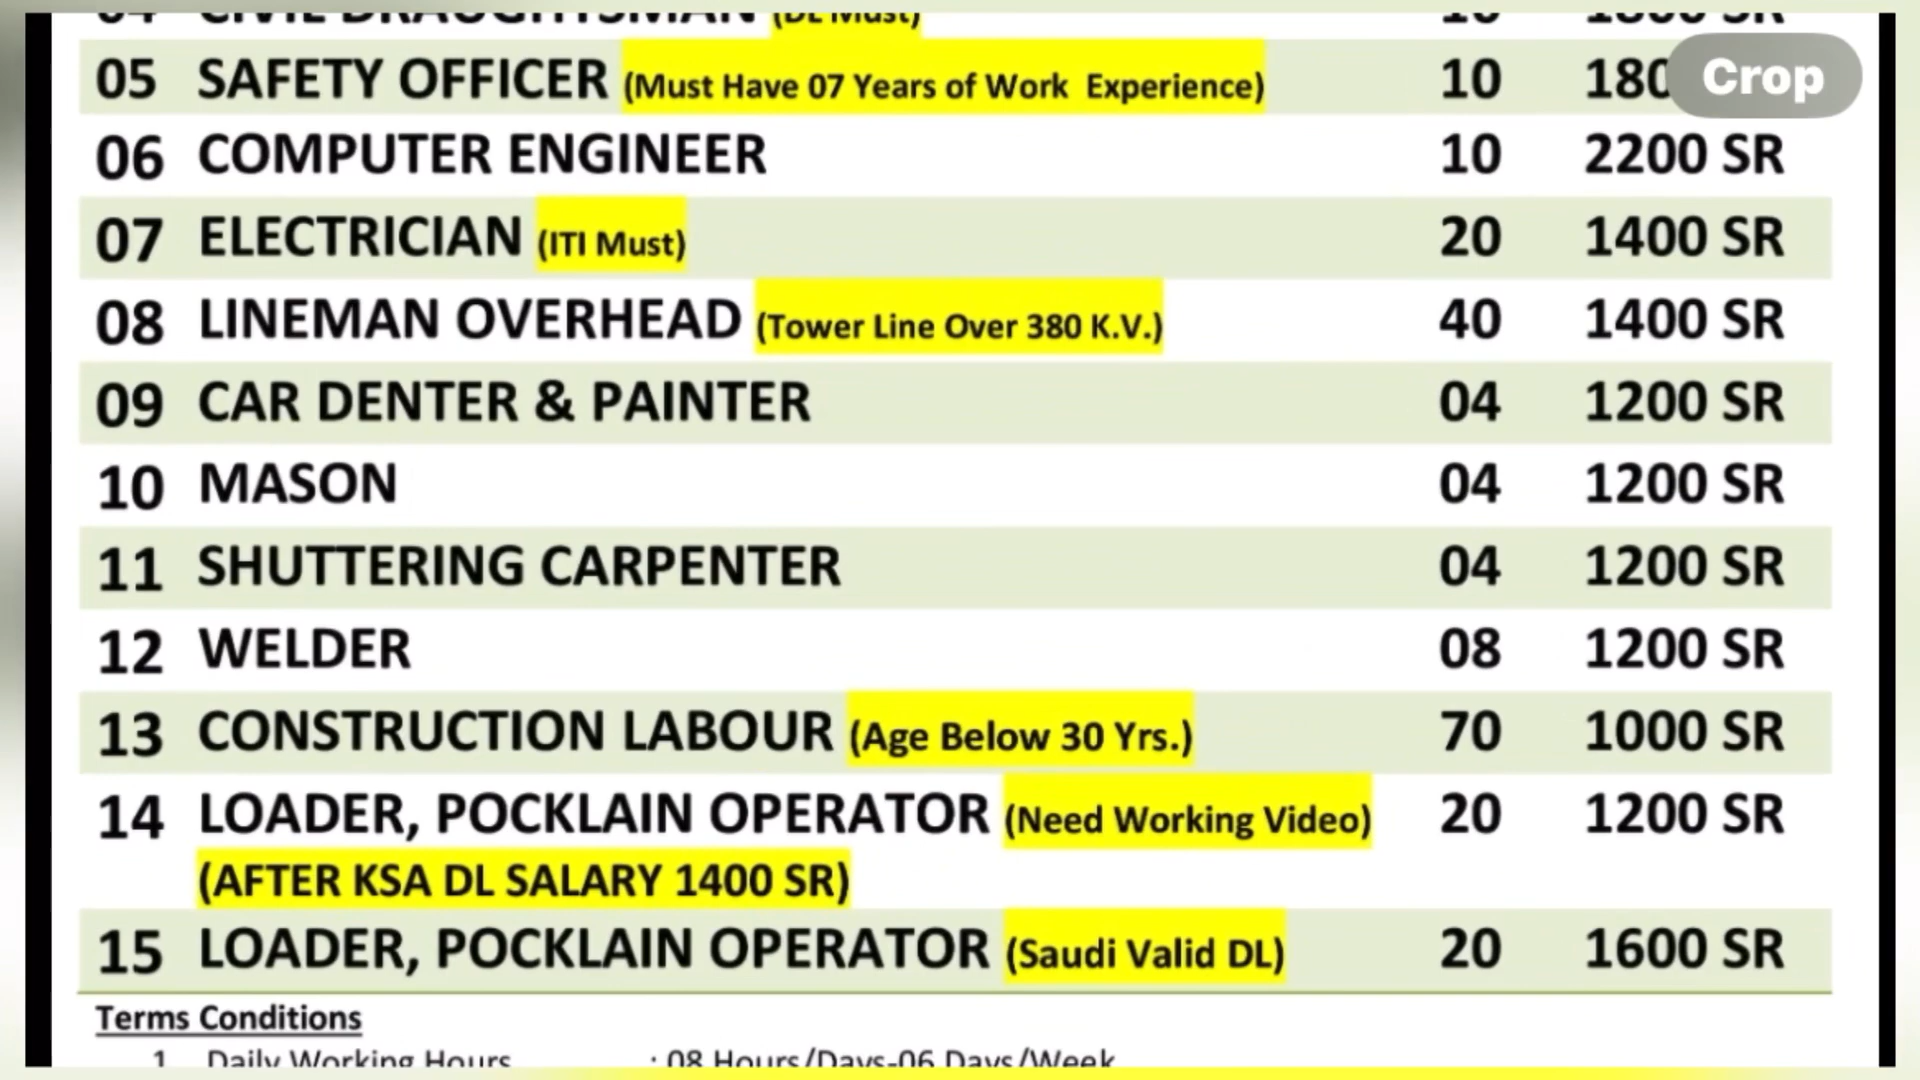 04 CIVIL DRAUGHTSMAN (DL Must) 10 1800 SR
05 SAFETY OFFICER (Must Have 07 Years of Work Experience) 10 180
Crop
06 COMPUTER ENGINEER 10 2200 SR
07 ELECTRICIAN (ITI Must) 20 1400 SR
08 LINEMAN OVERHEAD (Tower Line Over 380 K.V.) 40 1400 SR
09 CAR DENTER & PAINTER 04 1200 SR
10 MASON 04 1200 SR
11 SHUTTERING CARPENTER 04 1200 SR
12 WELDER 08 1200 SR
13 CONSTRUCTION LABOUR (Age Below 30 Yrs.) 70 1000 SR
14 LOADER, POCKLAIN OPERATOR (Need Working Video) 20 1200 SR
(AFTER KSA DL SALARY 1400 SR)
15 LOADER, POCKLAIN OPERATOR (Saudi Valid DL) 20 1600 SR
Terms Conditions
1 Daily Working Hours : 08 Hours/Days-06 Days/Week